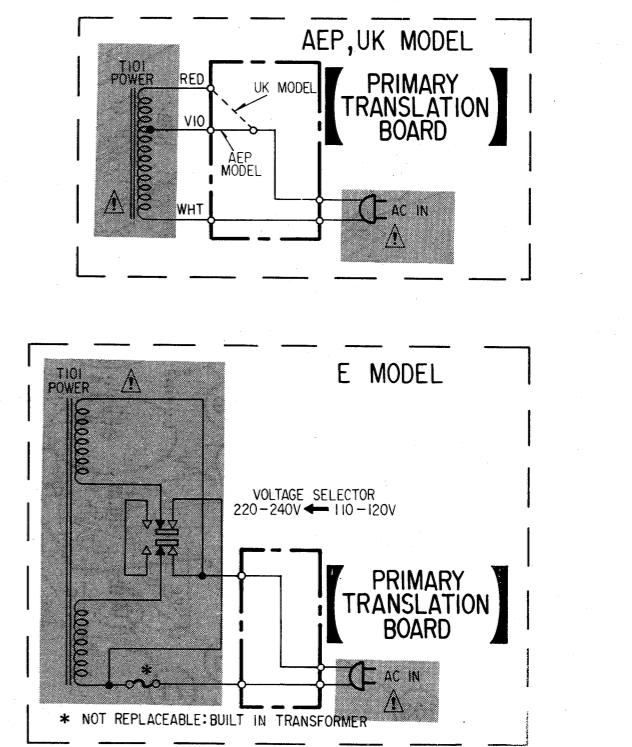 AEP,UK MODEL
T101
POWER
RED
UK MODEL
PRIMARY
TRANSLATION
BOARD
VIO
AEP
MODEL
WHT
AC IN
E MODEL
T101
POWER
VOLTAGE SELECTOR
220-240V ← 110-120V
PRIMARY
TRANSLATION
BOARD
*
AC IN
* NOT REPLACEABLE:BUILT IN TRANSFORMER